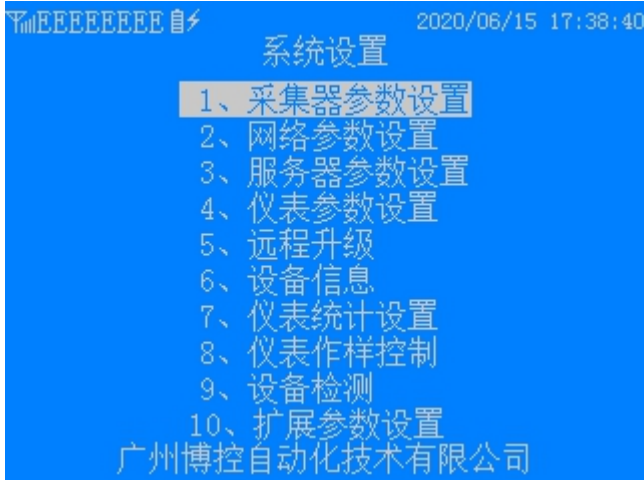 EEEEEEEEE 2020/06/15 17:38:40
系统设置
1、采集器参数设置
2、网络参数设置
3、服务器参数设置
4、仪表参数设置
5、远程升级
6、设备信息
7、仪表统计设置
8、仪表作样控制
9、设备检测
10、扩展参数设置
广州博控自动化技术有限公司